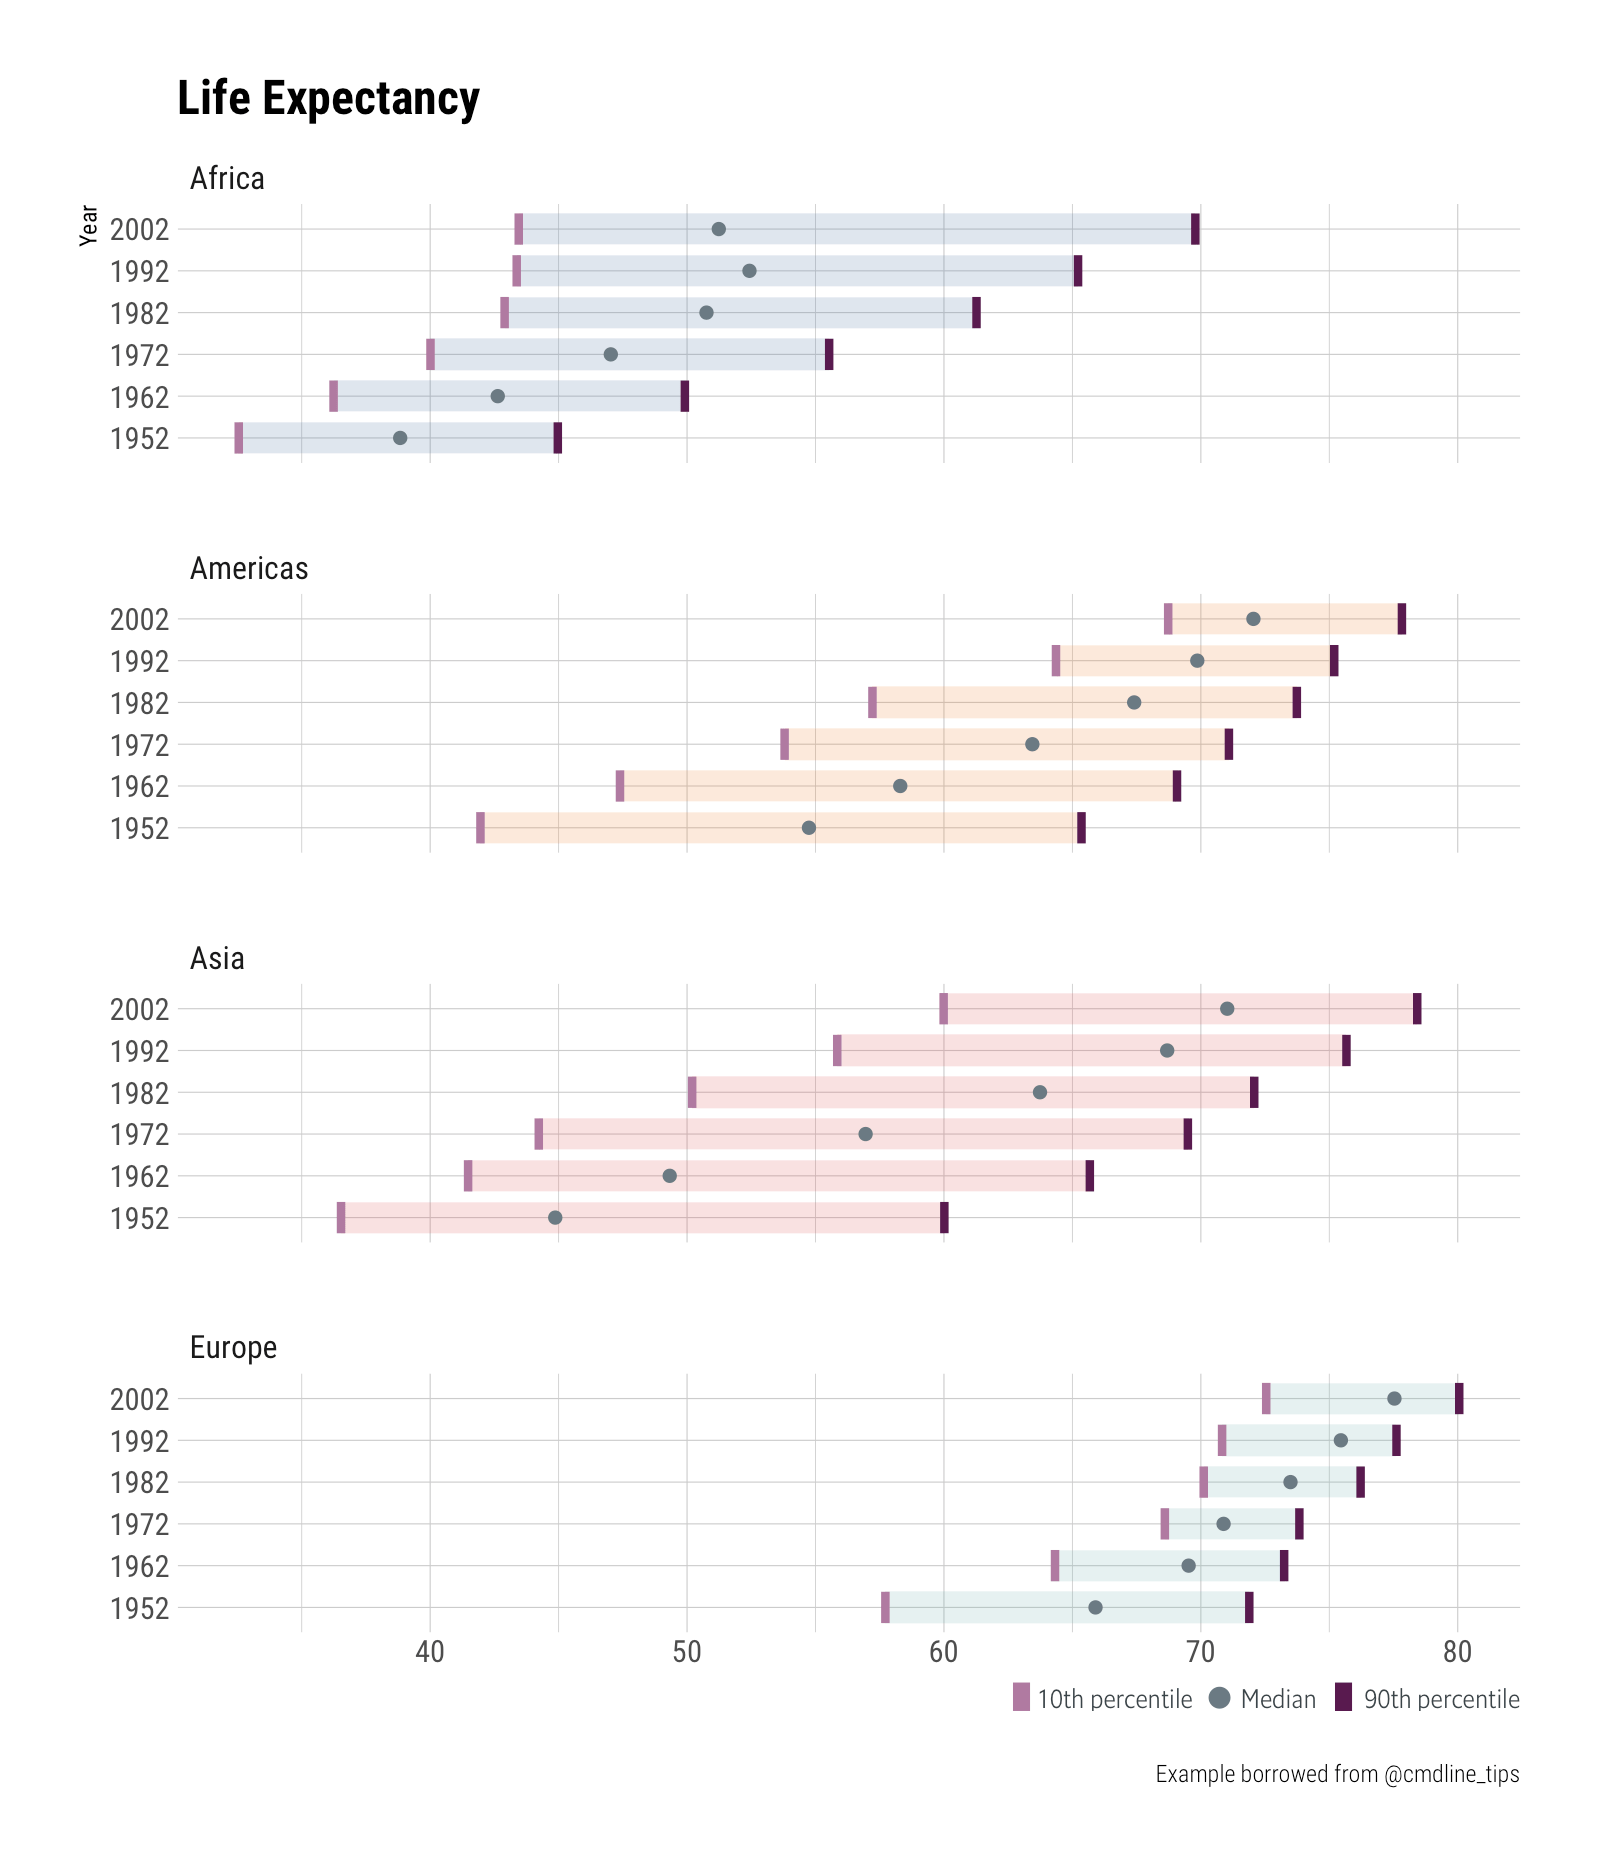 Life Expectancy
Africa
Year
2002
1992
1982
1972
1962
1952
Americas
2002
1992
1982
1972
1962
1952
Asia
2002
1992
1982
1972
1962
1952
Europe
2002
1992
1982
1972
1962
1952
40 50 60 70 80
10th percentile Median 90th percentile
Example borrowed from @cmdline_tips